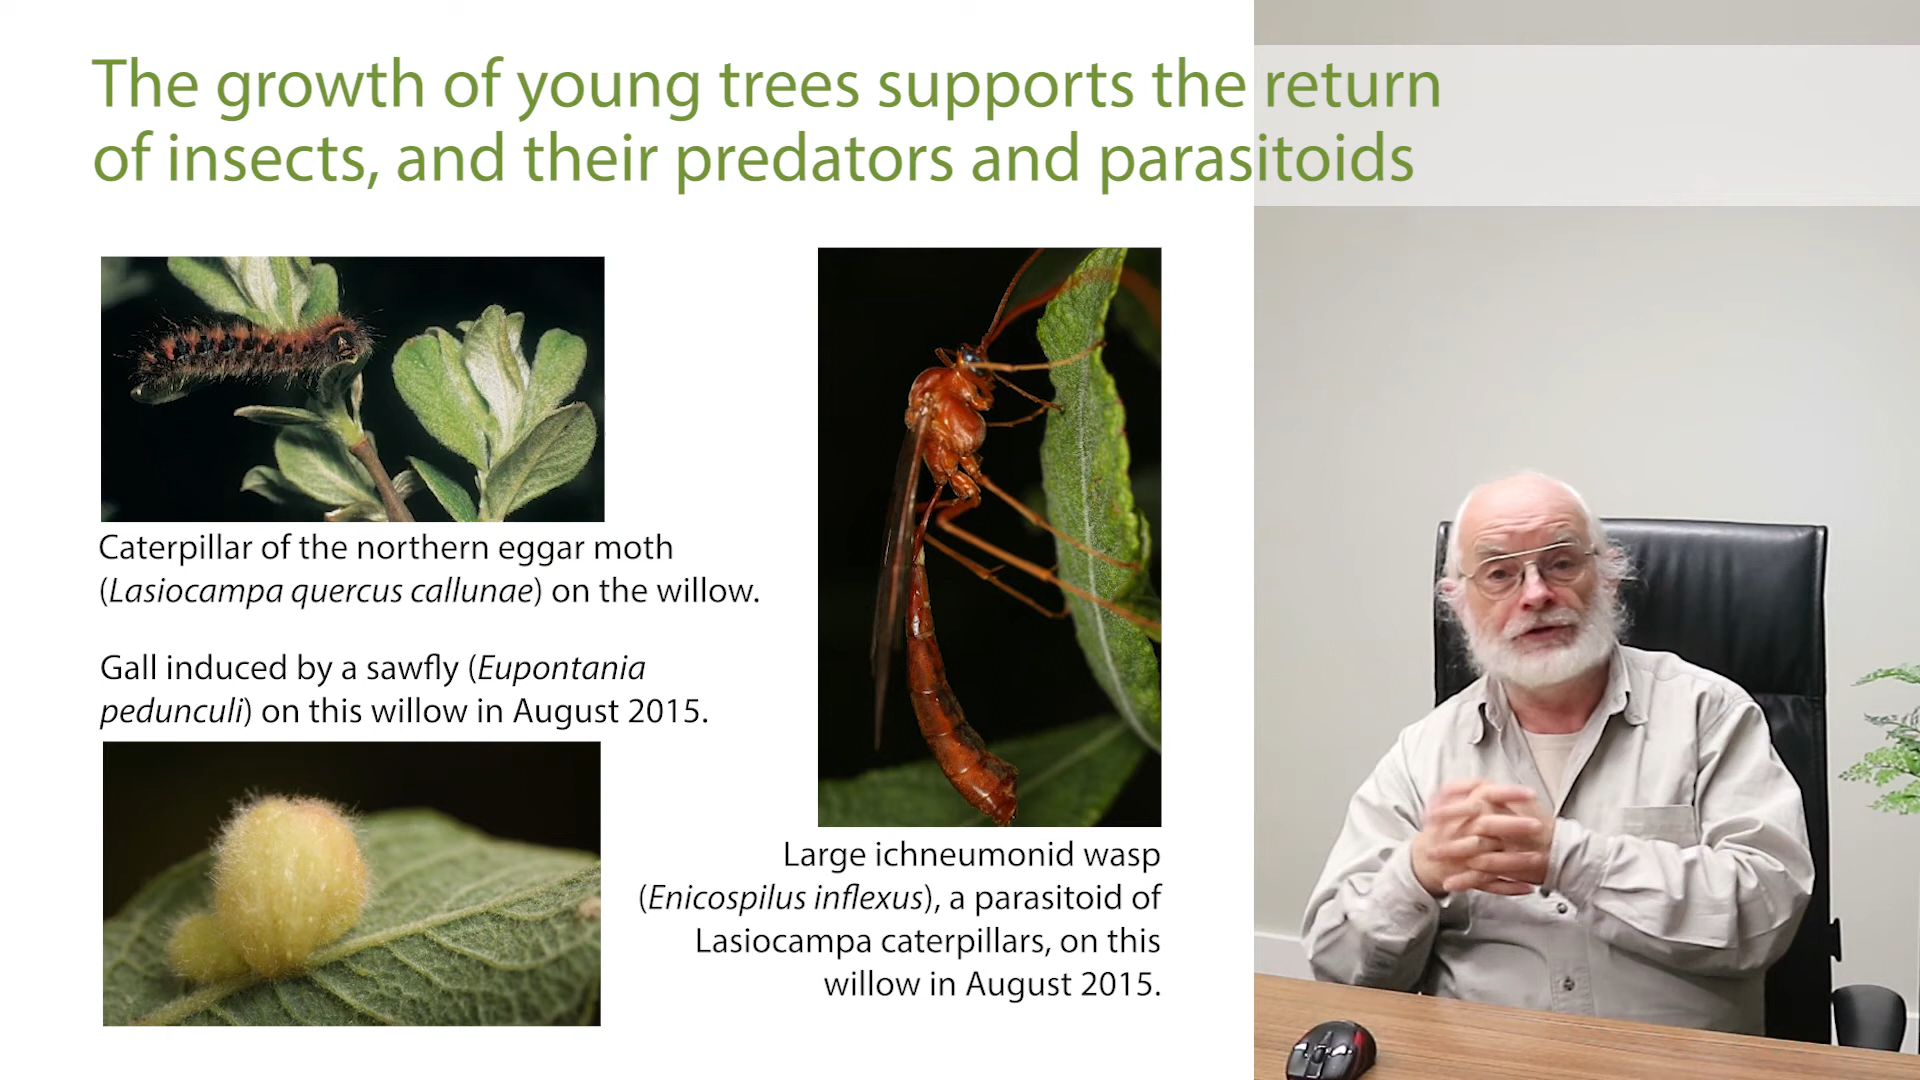 The growth of young trees supports the return
of insects, and their predators and parasitoids
Caterpillar of the northern eggar moth
(Lasiocampa quercus callunae) on the willow.
Gall induced by a sawfly (Eupontania
pedunculi) on this willow in August 2015.
Large ichneumonid wasp
(Enicospilus inflexus), a parasitoid of
Lasiocampa caterpillars, on this
willow in August 2015.